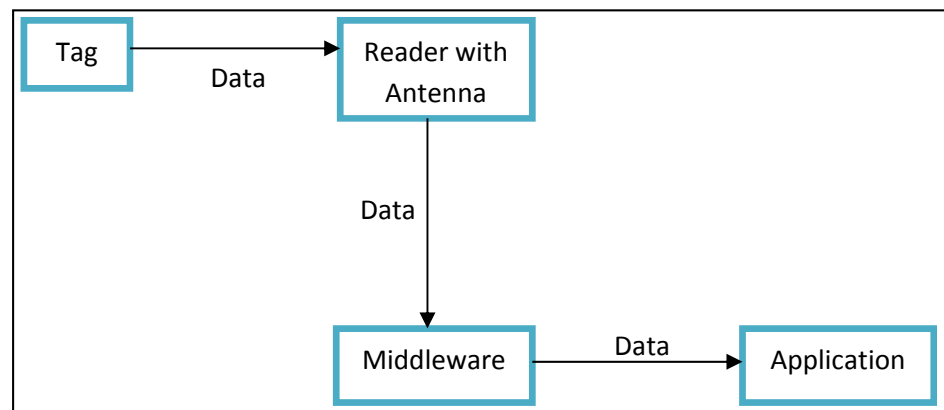 Tag
Data
Reader with
Antenna
Data
Middleware
Data
Application